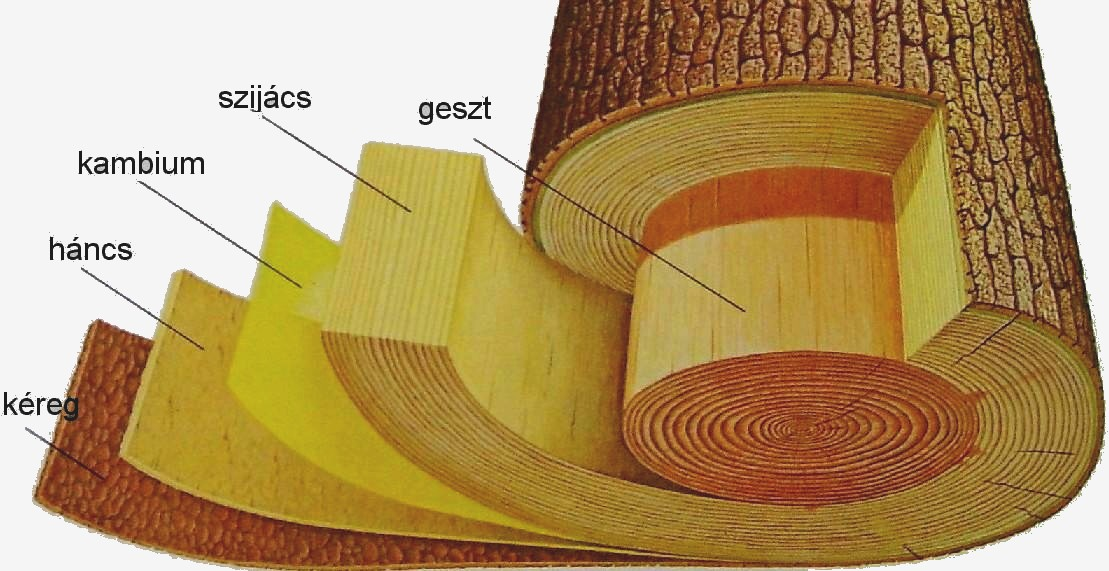 szijács
geszt
kambium
háncs
kéreg